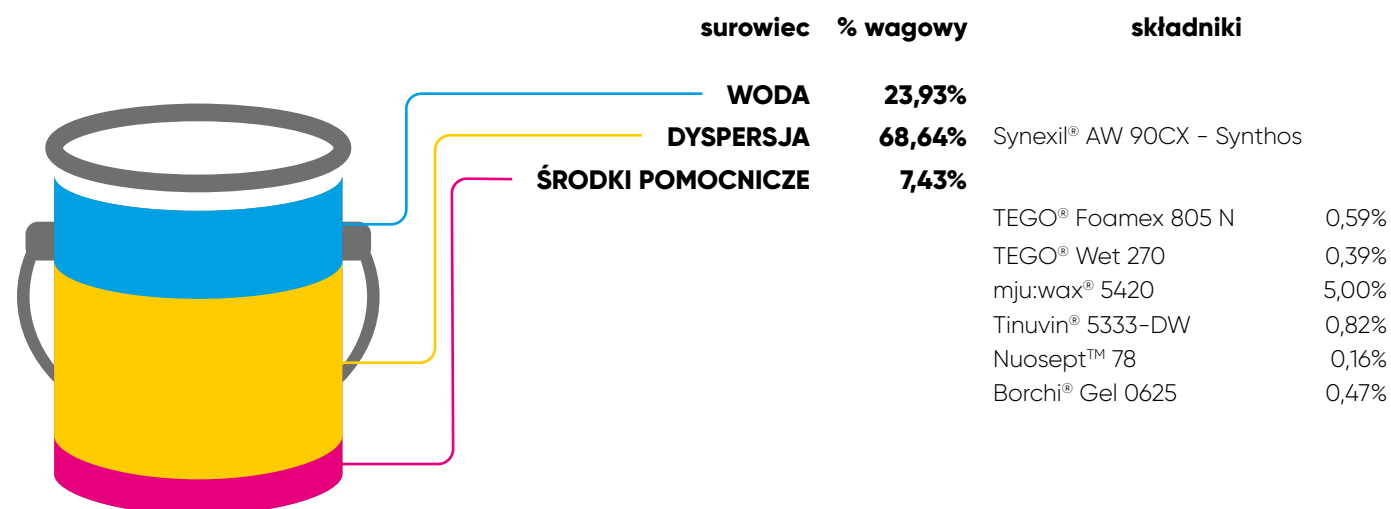 surowiec % wagowy składniki
WODA 23,93%
DYSPERSJA 68,64% Synexil® AW 90CX - Synthos
ŚRODKI POMOCNICZE 7,43%
TEGO® Foamex 805 N 0,59%
TEGO® Wet 270 0,39%
mju:wax® 5420 5,00%
Tinuvin® 5333-DW 0,82%
Nuosept™ 78 0,16%
Borchi® Gel 0625 0,47%